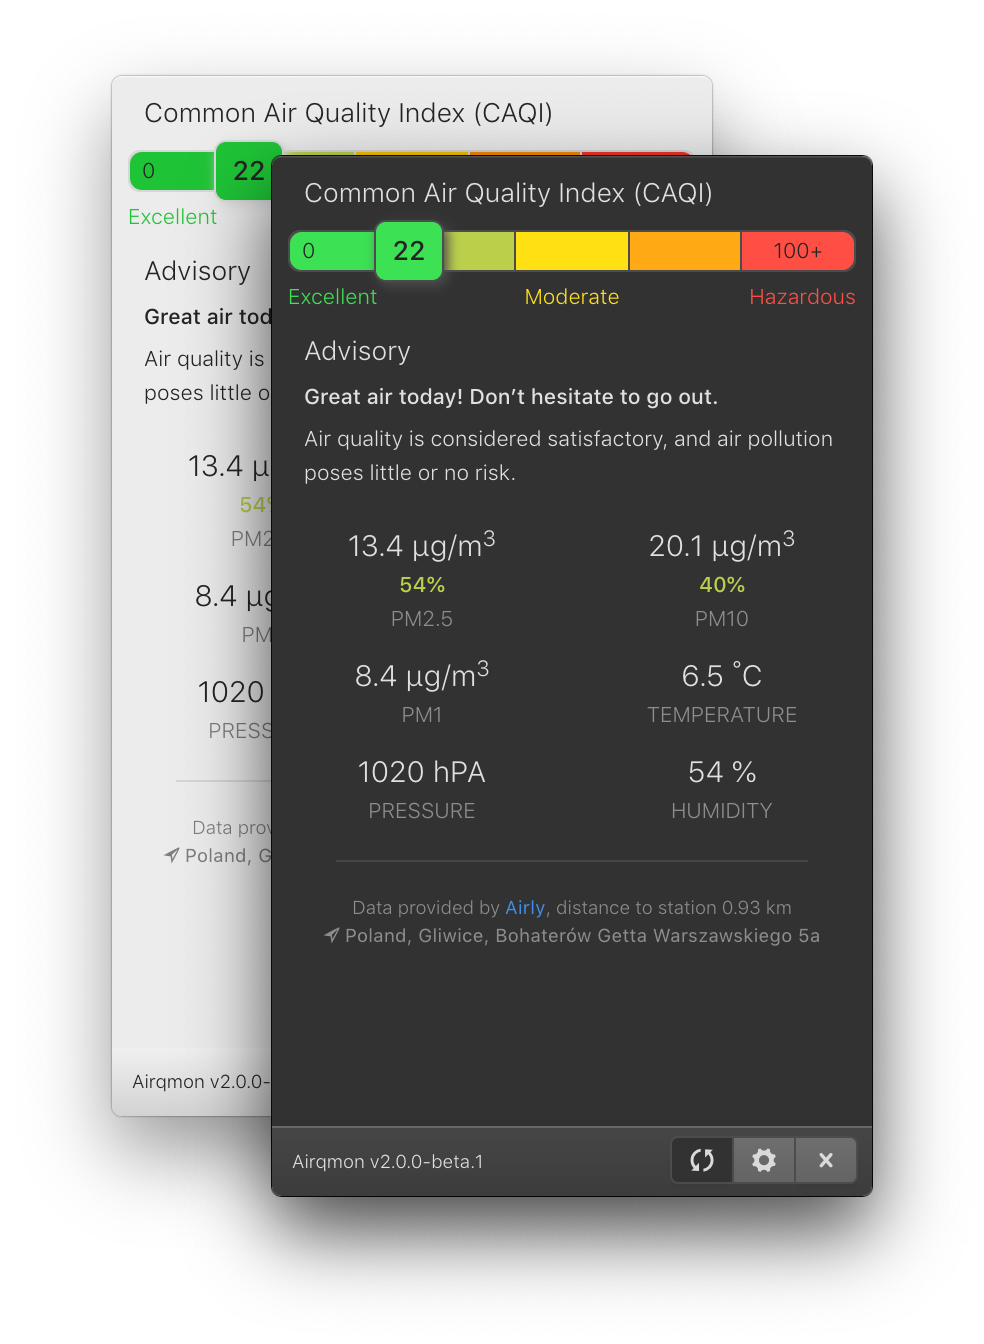 Common Air Quality Index (CAQI)
0
22
Excellent
Advisory
Great air tod
Air quality is
poses little o
13.4 µ
54%
PM2
8.4 µg
PM
1020
PRESS
Data prov
Poland, G
Airqmon v2.0.0-
Common Air Quality Index (CAQI)
0
22
100+
Excellent
Moderate
Hazardous
Advisory
Great air today! Don’t hesitate to go out.
Air quality is considered satisfactory, and air pollution
poses little or no risk.
13.4 µg/m³
20.1 µg/m³
54%
40%
PM2.5
PM10
8.4 µg/m³
6.5 ˚C
PM1
TEMPERATURE
1020 hPA
54 %
PRESSURE
HUMIDITY
Data provided by Airly, distance to station 0.93 km
Poland, Gliwice, Bohaterów Getta Warszawskiego 5a
Airqmon v2.0.0-beta.1